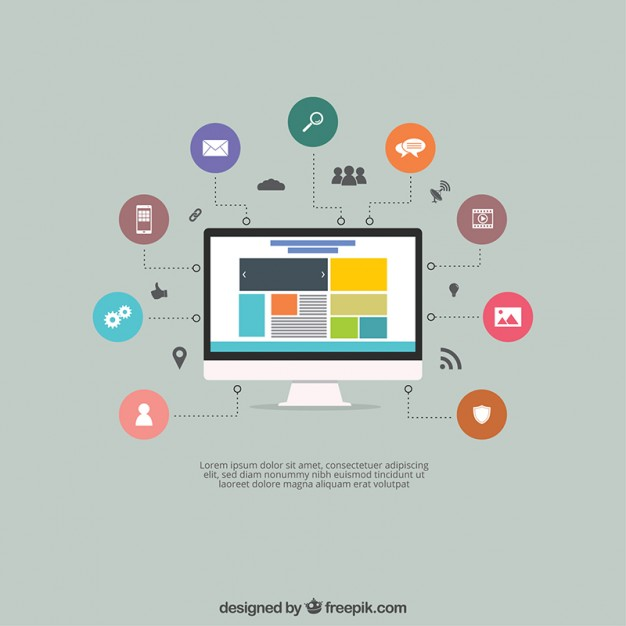 Lorem ipsum dolor sit amet, consectetuer adipiscing
elit, sed diam nonummy nibh euismod tincidunt ut
laoreet dolore magna aliquam erat volutpat
designed by freepik.com